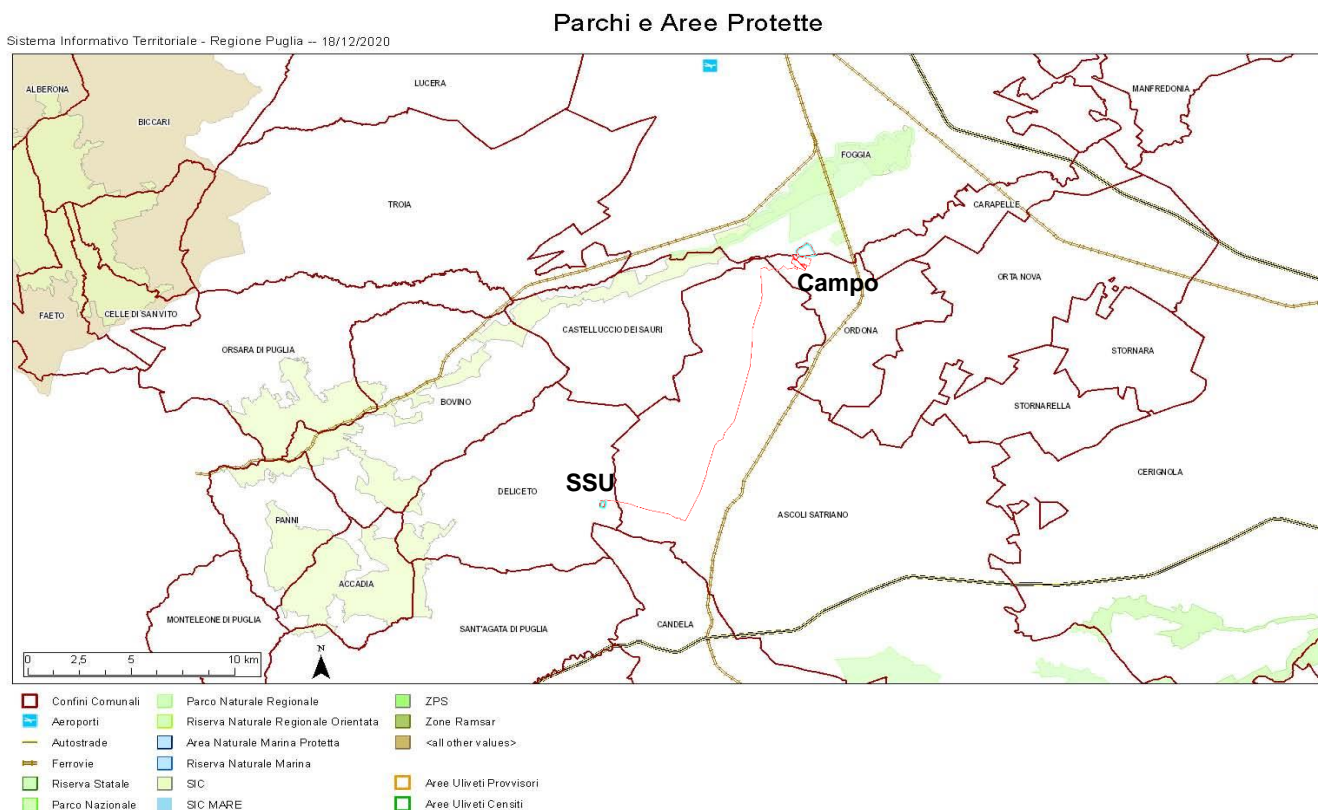 Parchi e Aree Protette
Sistema Informativo Territoriale - Regione Puglia -- 18/12/2020
ALBERONA
LUCERA
MANFREDONIA
BICCARI
FOGGIA
TROIA
CARAPELLE
Campo
ORTA NOVA
FAETO
CELLE DI SAN VITO
CASTELLUCCIO DEI SAURI
ORDONA
ORSARA DI PUGLIA
STORNARA
BOVINO
STORNARELLA
CERIGNOLA
SSU
DELICETO
ASCOLI SATRIANO
PANNI
ACCADIA
MONTELEONE DI PUGLIA
SANT'AGATA DI PUGLIA
CANDELA
N
0 2,5 5 10 km
Confini Comunali
Aeroporti
Autostrade
Ferrovie
Riserva Statale
Parco Nazionale
Parco Naturale Regionale
Riserva Naturale Regionale Orientata
Area Naturale Marina Protetta
Riserva Naturale Marina
SIC
SIC MARE
ZPS
Zone Ramsar
<all other values>
Aree Uliveti Provvisori
Aree Uliveti Censiti